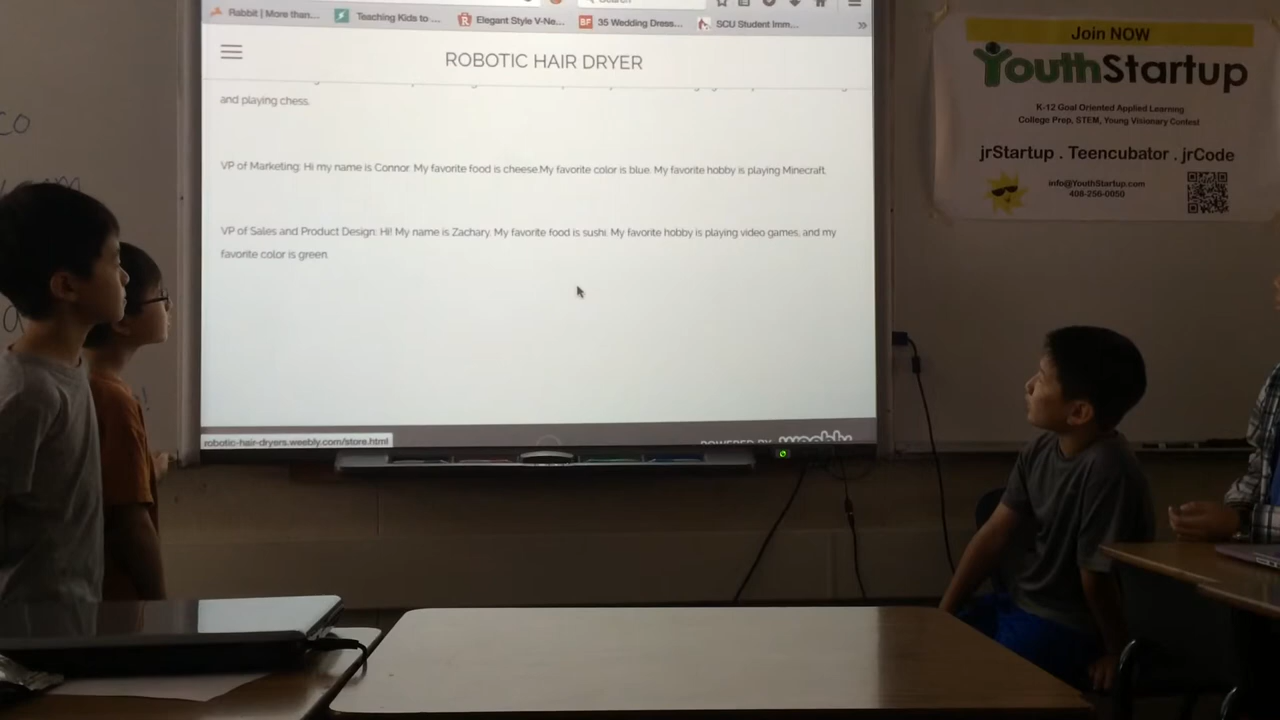 Rabbit | More than...
Teaching Kids to ...
Elegant Style V-Ne...
35 Wedding Dress...
SCU Student Imm...
ROBOTIC HAIR DRYER
and playing chess.
VP of Marketing: Hi my name is Connor. My favorite food is cheese.My favorite color is blue. My favorite hobby is playing Minecraft.
VP of Sales and Product Design: Hi! My name is Zachary. My favorite food is sushi. My favorite hobby is playing video games, and my
favorite color is green.
robotic-hair-dryers.weebly.com/store.html
POWERED BY weebly
Join NOW
YouthStartup
K-12 Goal Oriented Applied Learning
College Prep, STEM, Young Visionary Contest
jrStartup . Teencubator . jrCode
info@YouthStartup.com
408-256-0050